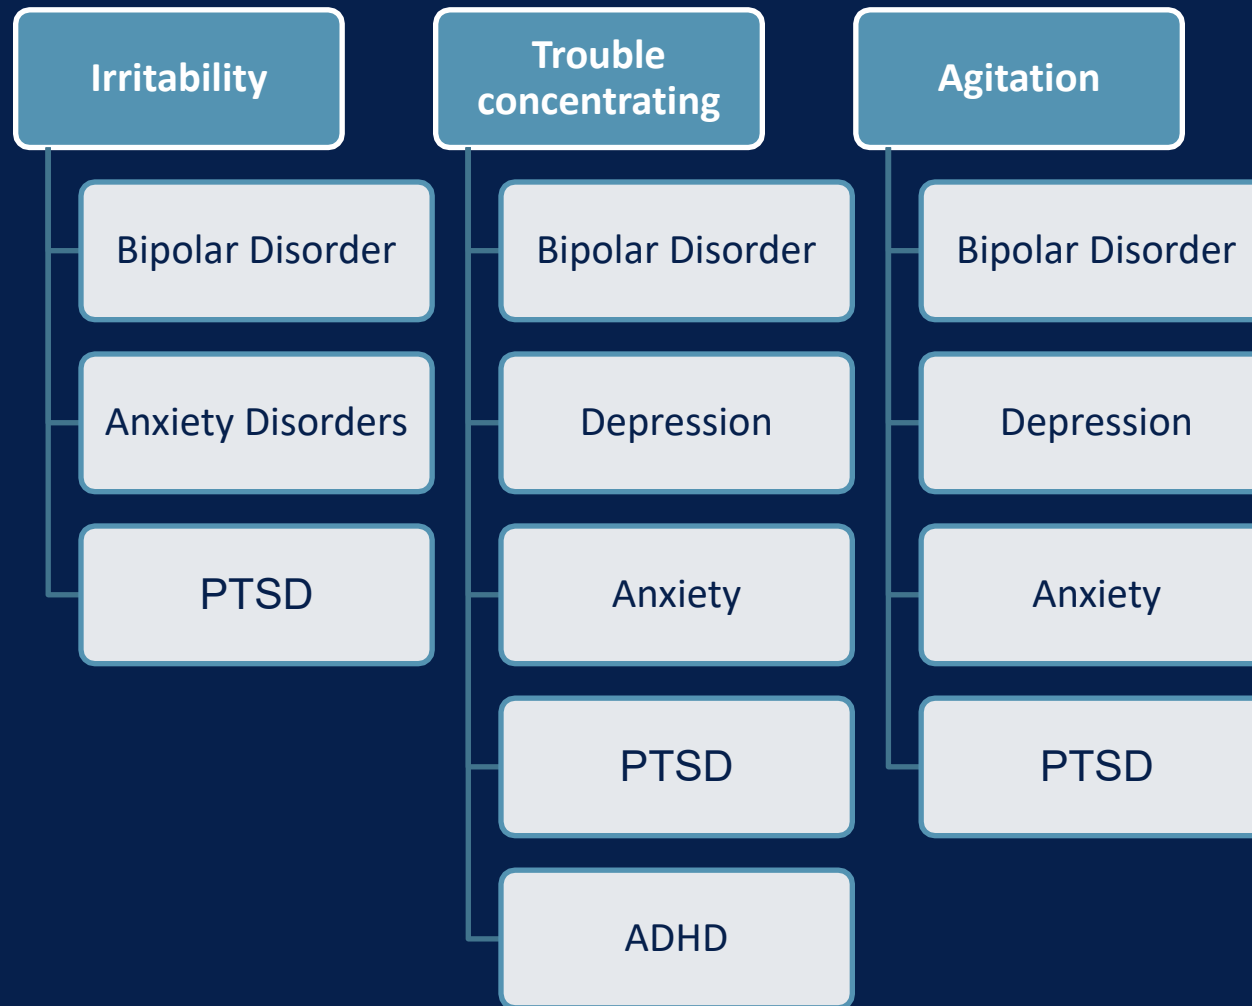 Irritability
Bipolar Disorder
Anxiety Disorders
PTSD
Trouble
concentrating
Bipolar Disorder
Depression
Anxiety
PTSD
ADHD
Agitation
Bipolar Disorder
Depression
Anxiety
PTSD